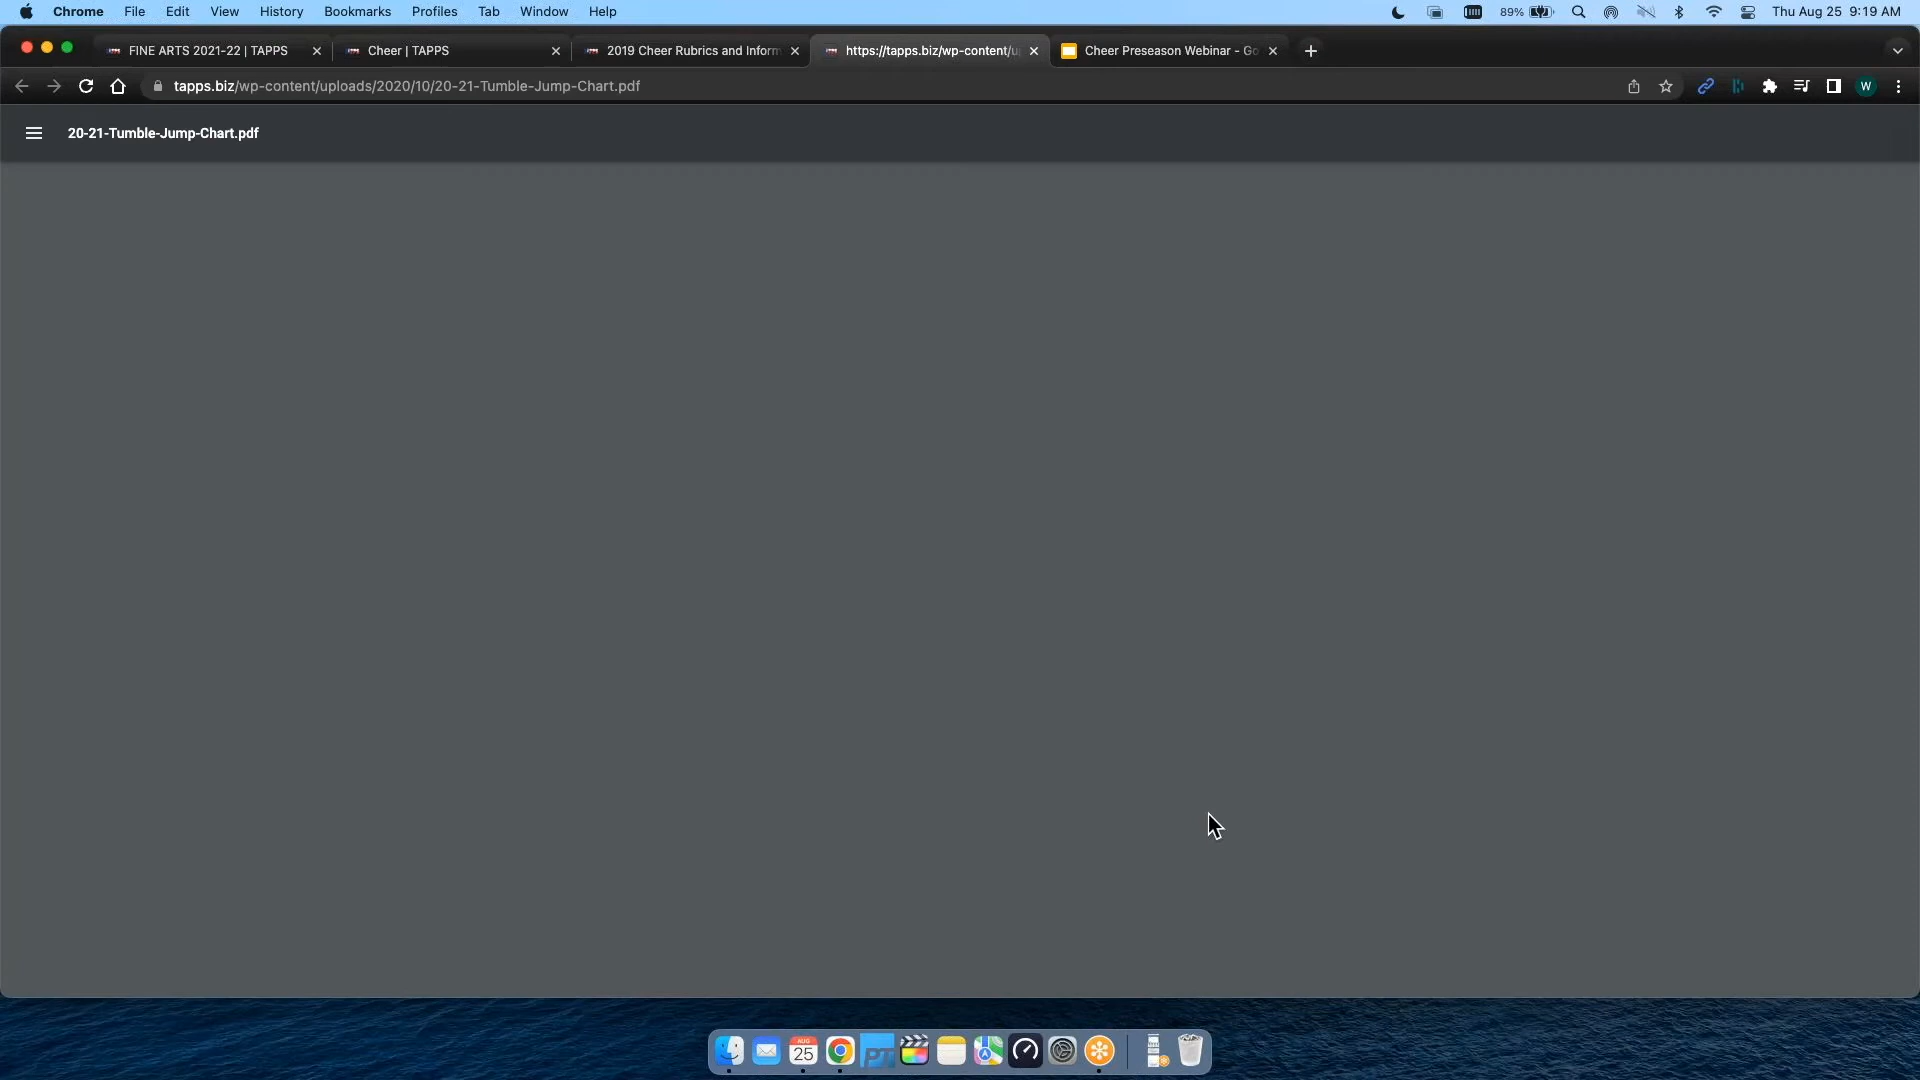 Chrome File Edit View History Bookmarks Profiles Tab Window Help 89% Thu Aug 25 9:19 AM
FINE ARTS 2021-22 | TAPPS Cheer | TAPPS 2019 Cheer Rubrics and Inform https://tapps.biz/wp-content/u Cheer Preseason Webinar - Go
tapps.biz/wp-content/uploads/2020/10/20-21-Tumble-Jump-Chart.pdf W
20-21-Tumble-Jump-Chart.pdf
AUG
25
PT